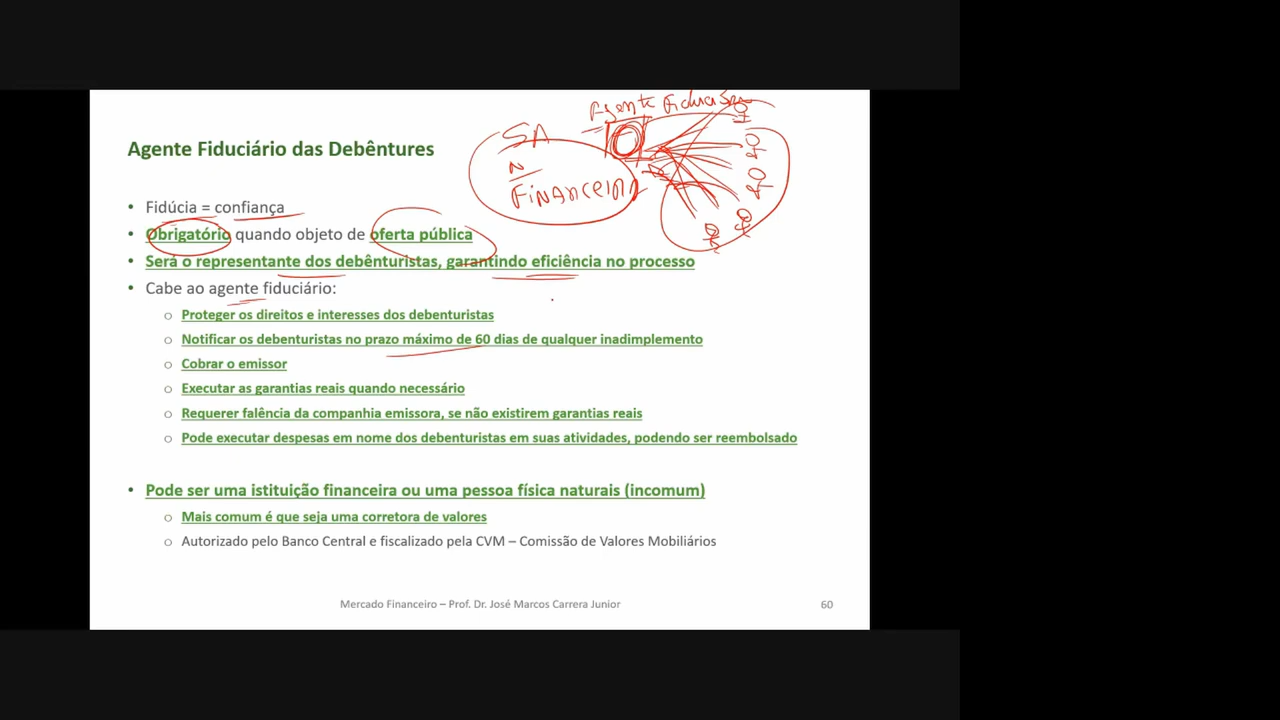 Agente Fiduciário das Debêntures
Agente Fiduciário
SA
Ñ
FINANCEIRA
• Fidúcia = confiança
• Obrigatório quando objeto de oferta pública
• Será o representante dos debênturistas, garantindo eficiência no processo
• Cabe ao agente fiduciário:
o Proteger os direitos e interesses dos debenturistas
o Notificar os debenturistas no prazo máximo de 60 dias de qualquer inadimplemento
o Cobrar o emissor
o Executar as garantias reais quando necessário
o Requerer falência da companhia emissora, se não existirem garantias reais
o Pode executar despesas em nome dos debenturistas em suas atividades, podendo ser reembolsado
• Pode ser uma istituição financeira ou uma pessoa física naturais (incomum)
o Mais comum é que seja uma corretora de valores
o Autorizado pelo Banco Central e fiscalizado pela CVM – Comissão de Valores Mobiliários
Mercado Financeiro – Prof. Dr. José Marcos Carrera Junior
60